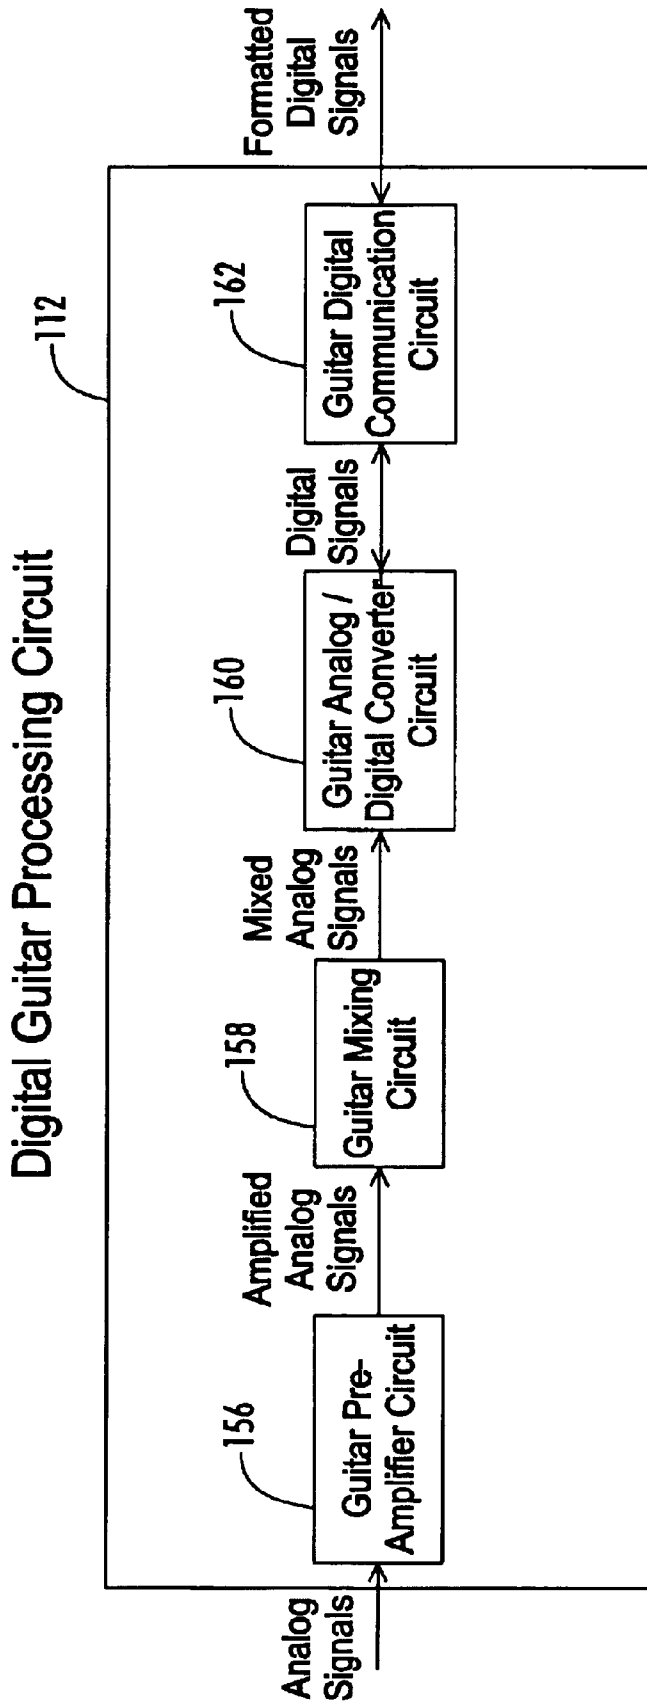 Digital Guitar Processing Circuit
112
Analog
Signals
156
Guitar Pre-
Amplifier Circuit
Amplified
Analog
Signals
158
Guitar Mixing
Circuit
Mixed
Analog
Signals
160
Guitar Analog /
Digital Converter
Circuit
Digital
Signals
162
Guitar Digital
Communication
Circuit
Formatted
Digital
Signals